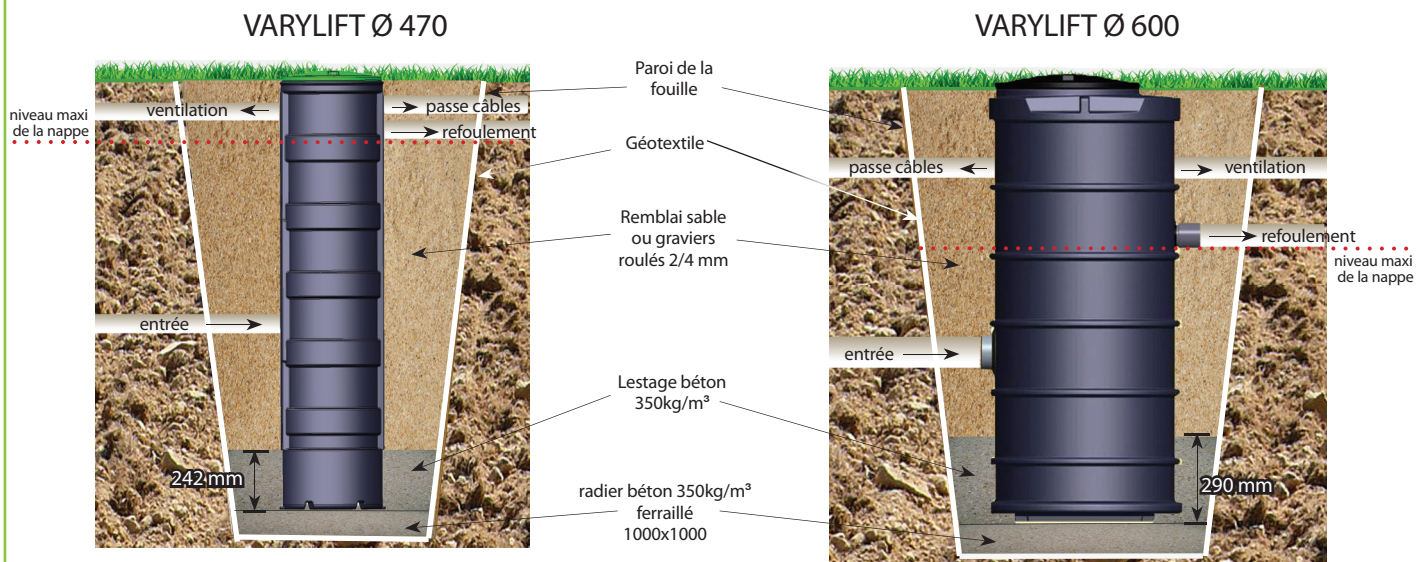 VARYLIFT Ø 470
VARYLIFT Ø 600
niveau maxi
de la nappe
ventilation
passe câbles
refoulement
entrée
242 mm
Paroi de la
fouille
Géotextile
Remblai sable
ou graviers
roulés 2/4 mm
Lestage béton
350kg/m³
radier béton 350kg/m³
ferraillé
1000x1000
passe câbles
ventilation
refoulement
niveau maxi
de la nappe
entrée
290 mm